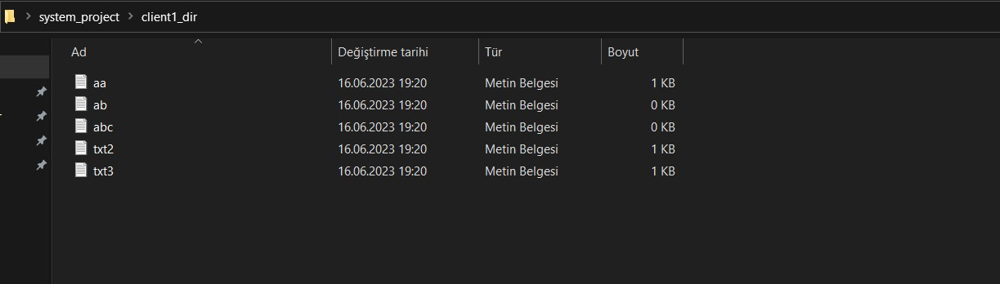 system_project > client1_dir
Ad Değiştirme tarihi Tür Boyut
aa 16.06.2023 19:20 Metin Belgesi 1 KB
ab 16.06.2023 19:20 Metin Belgesi 0 KB
abc 16.06.2023 19:20 Metin Belgesi 0 KB
txt2 16.06.2023 19:20 Metin Belgesi 1 KB
txt3 16.06.2023 19:20 Metin Belgesi 1 KB